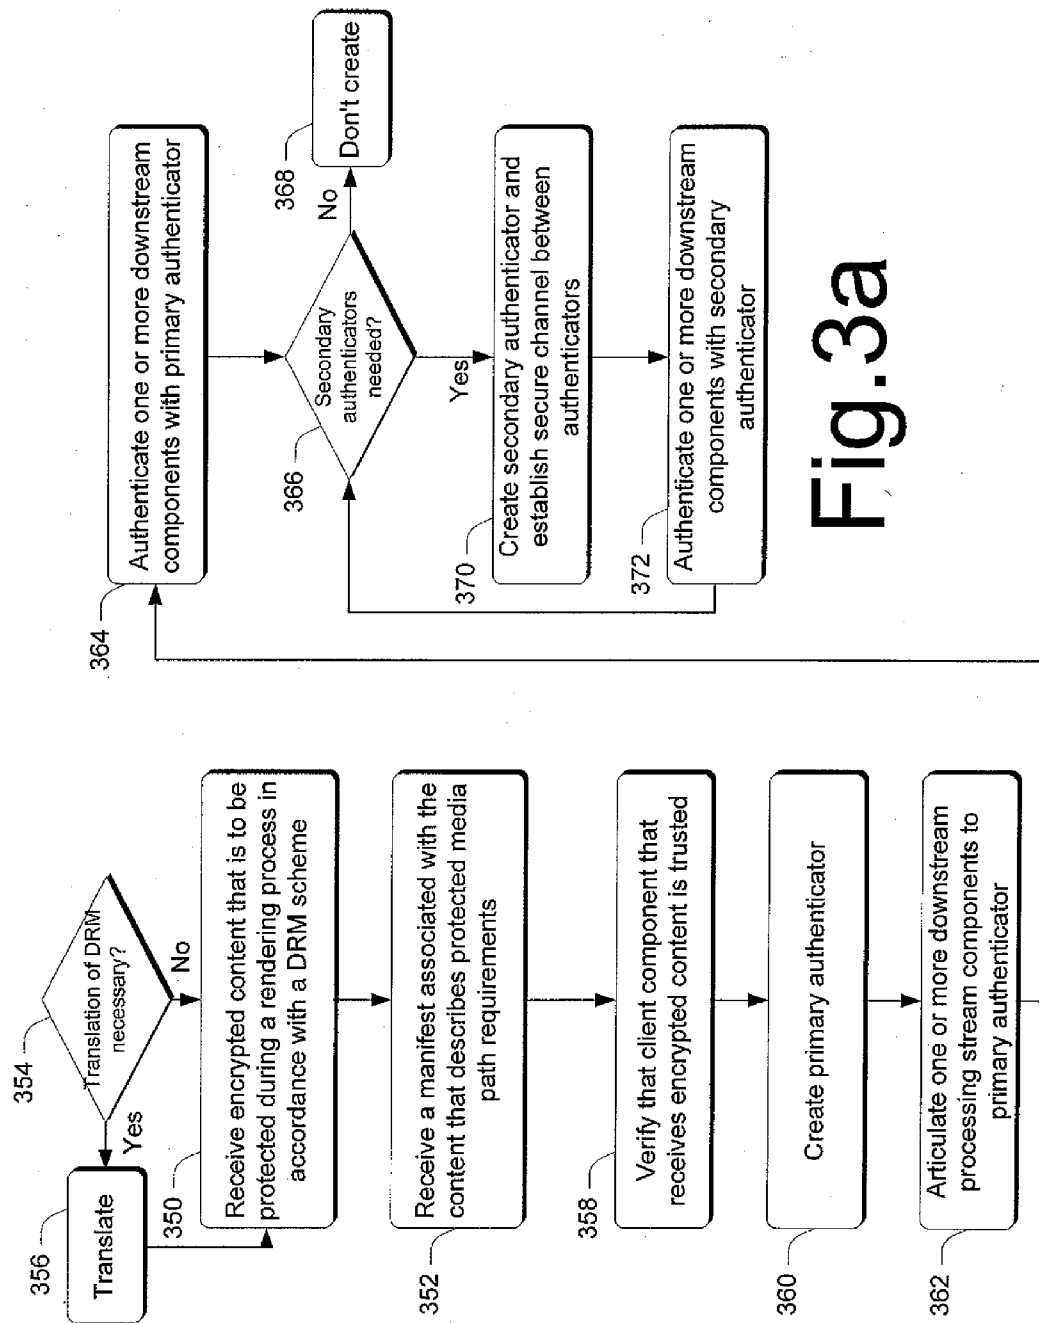 354
Translation of DRM
necessary?
Yes
No
356
Translate
350
Receive encrypted content that is to be
protected during a rendering process in
accordance with a DRM scheme
352
Receive a manifest associated with the
content that describes protected media
path requirements
358
Verify that client component that
receives encrypted content is trusted
360
Create primary authenticator
362
Articulate one or more downstream
processing stream components to
primary authenticator
364
Authenticate one or more downstream
components with primary authenticator
366
Secondary
authenticators
needed?
No
368
Don't create
Yes
370
Create secondary authenticator and
establish secure channel between
authenticators
372
Authenticate one or more downstream
components with secondary
authenticator
Fig.3a